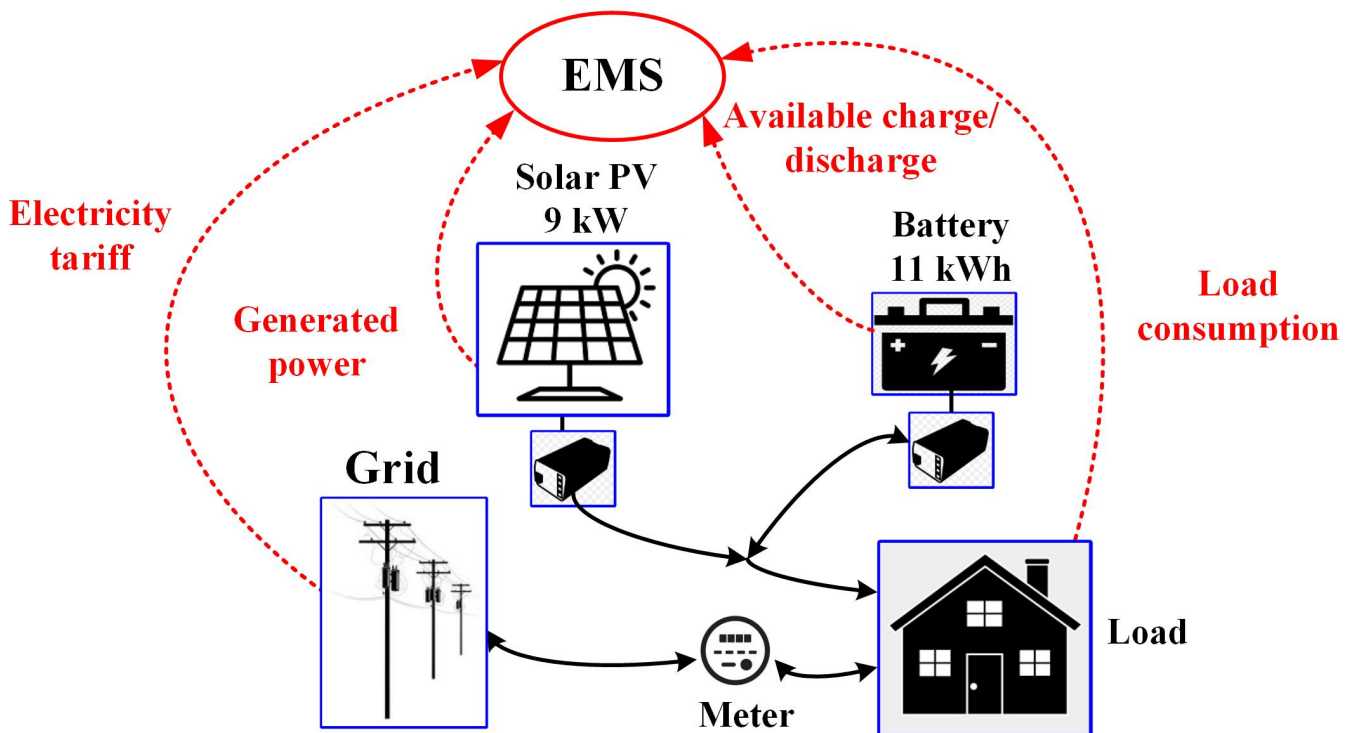 EMS
Available charge/
discharge
Solar PV
9 kW
Electricity
tariff
Battery
11 kWh
Generated
power
Load
consumption
Grid
Load
Meter